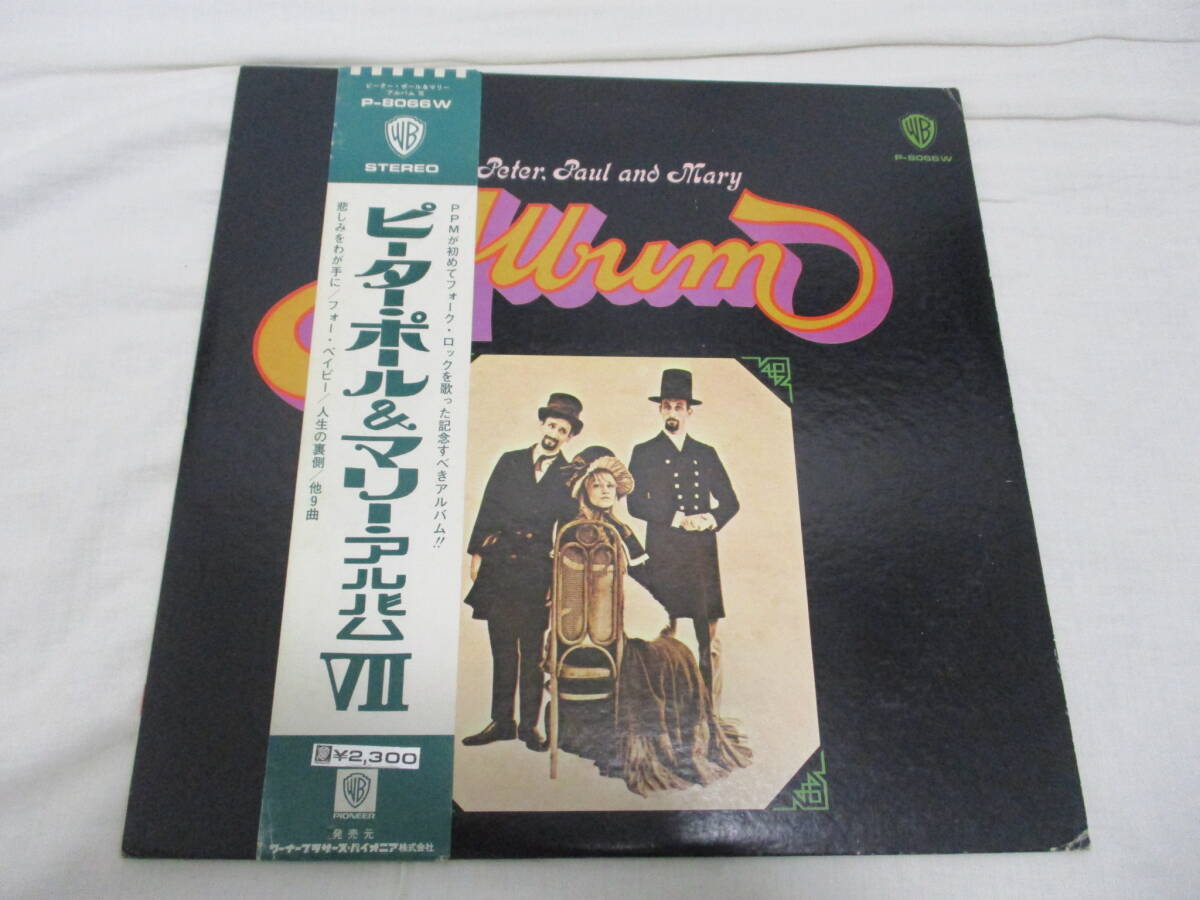 ピーター・ポール&マリー
アルバム Ⅶ
P-8066W
WB
STEREO
PPMが初めてフォーク・ロックを歌った記念すべきアルバム!!
ピーター・ポール&マリー・アルバム
VII
悲しみをわが手に/フォー・ベイビー/人生の裏側/他9曲
¥2,300
WB
PIONEER
発売元
ワーナーブラザーズ・パイオニア株式会社
WB
P-8066W
Peter, Paul and Mary
Album